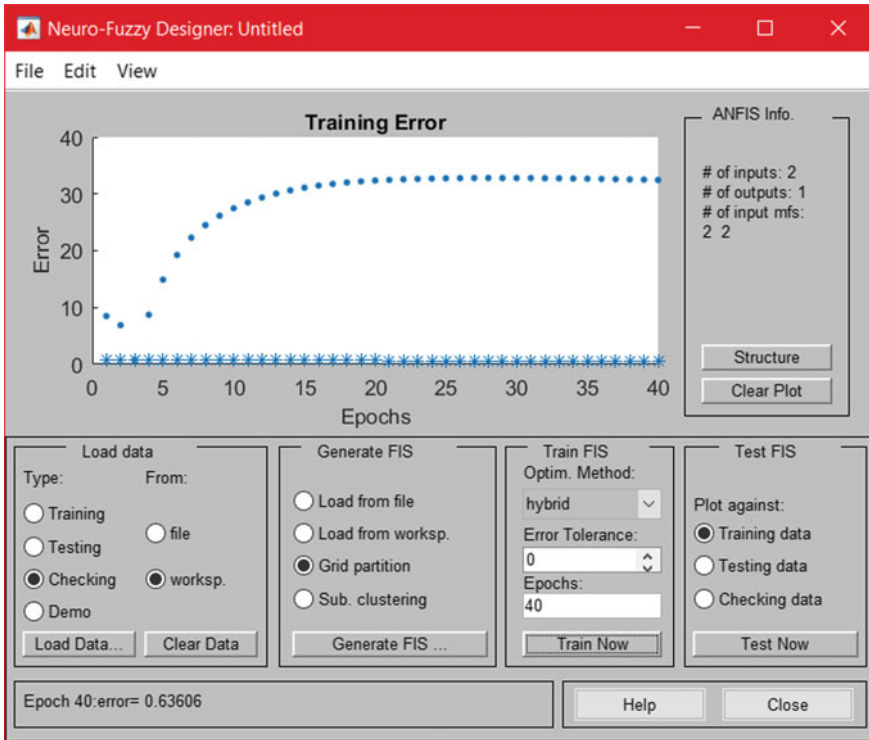 Neuro-Fuzzy Designer: Untitled
File Edit View
Training Error
40
30
20
10
0
Error
0 5 10 15 20 25 30 35 40
Epochs
ANFIS Info.
# of inputs: 2
# of outputs: 1
# of input mfs:
2 2
Structure
Clear Plot
Load data
Type: From:
Training
Testing
Checking
Demo
file
worksp.
Load Data... Clear Data
Generate FIS
Load from file
Load from worksp.
Grid partition
Sub. clustering
Generate FIS ...
Train FIS
Optim. Method:
hybrid
Error Tolerance:
0
Epochs:
40
Train Now
Test FIS
Plot against:
Training data
Testing data
Checking data
Test Now
Epoch 40:error= 0.63606
Help Close